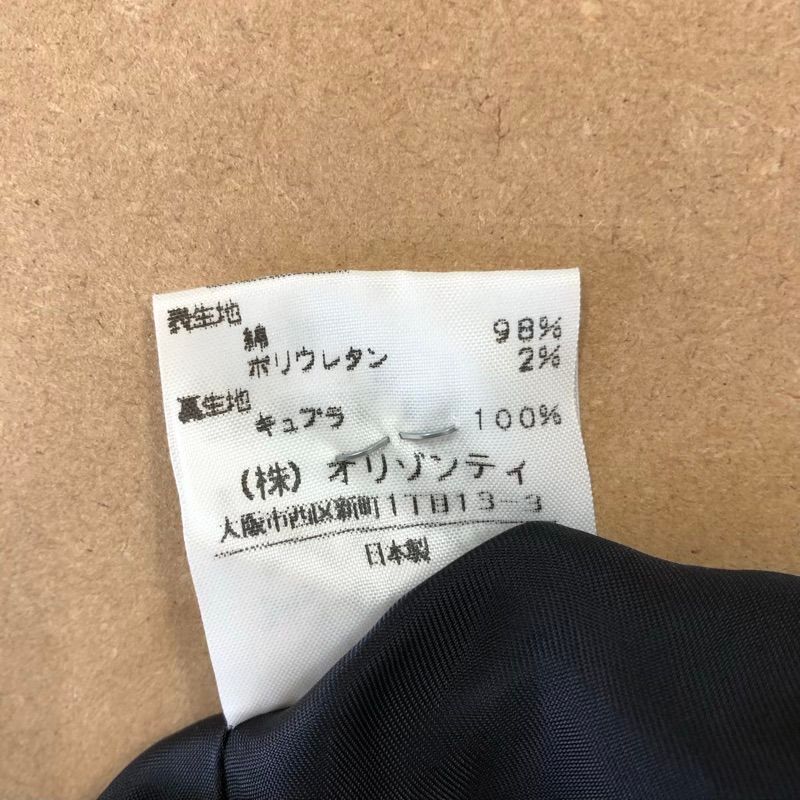 表生地
綿 98%
ポリウレタン 2%
裏生地
キュプラ 100%
(株) オリゾンティ
大阪市西区新町1丁目13-3
日本製